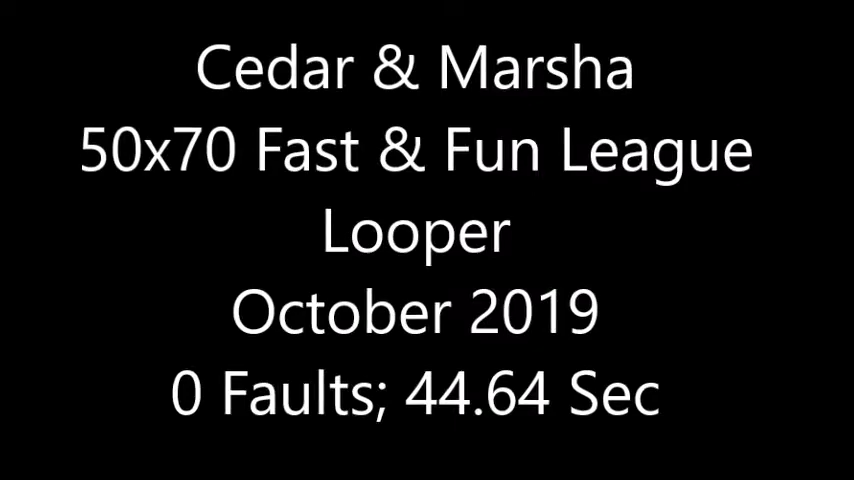 Cedar & Marsha
50x70 Fast & Fun League
Looper
October 2019
0 Faults; 44.64 Sec